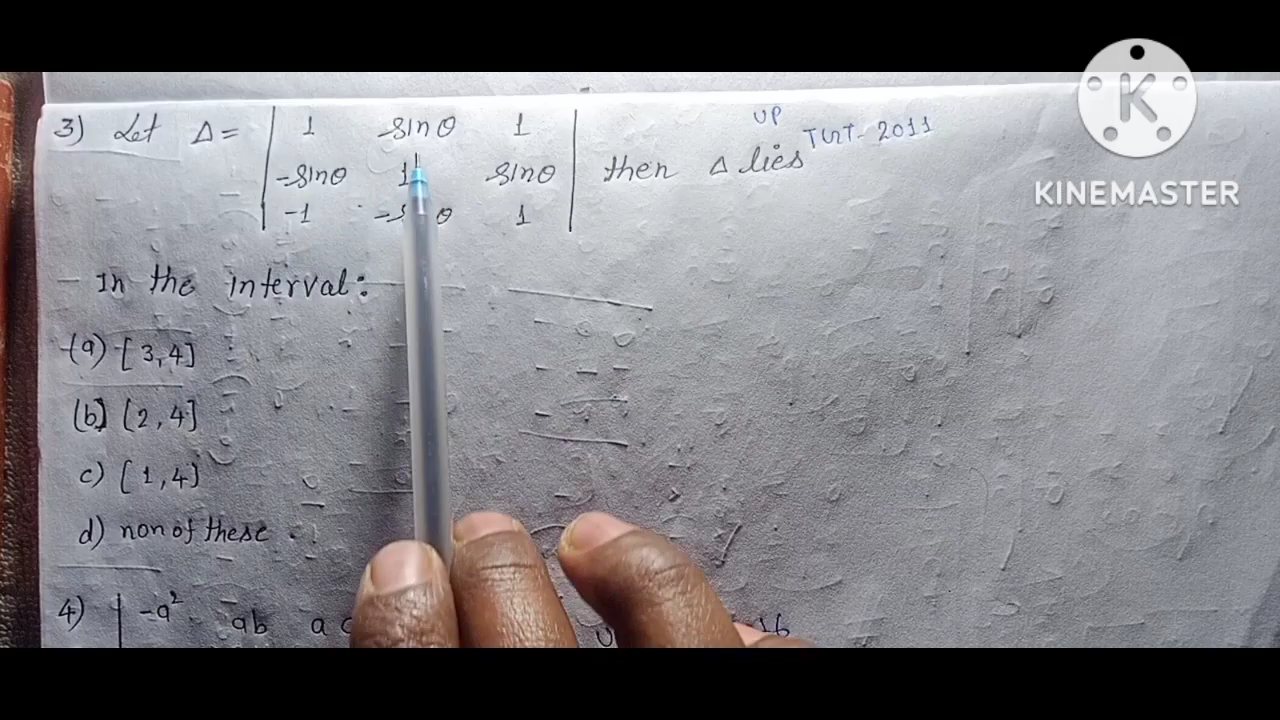 UP
3) Let Δ = | 1 sinθ 1 | TGT-2011
| -sinθ 1 sinθ | then Δ lies
| -1 θ 1 |
In the interval:
(a) [3,4]
(b) [2,4]
c) [1,4]
d) non of these.
4) | -a² ab a
16